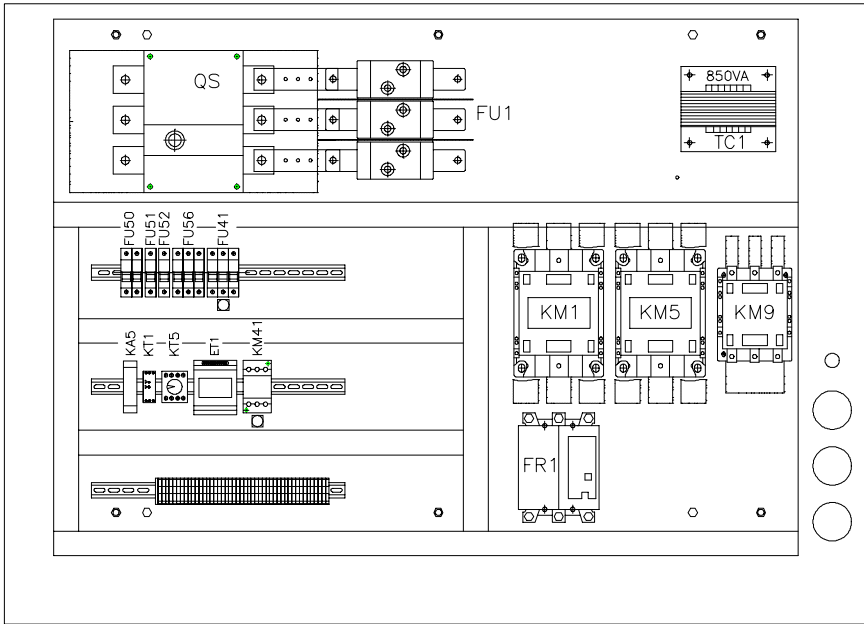 QS
FU1
850VA
TC1
FU50
FU51
FU52
FU56
FU41
KM1
KM5
KM9
KA5
KT1
KT5
ET1
KM41
FR1